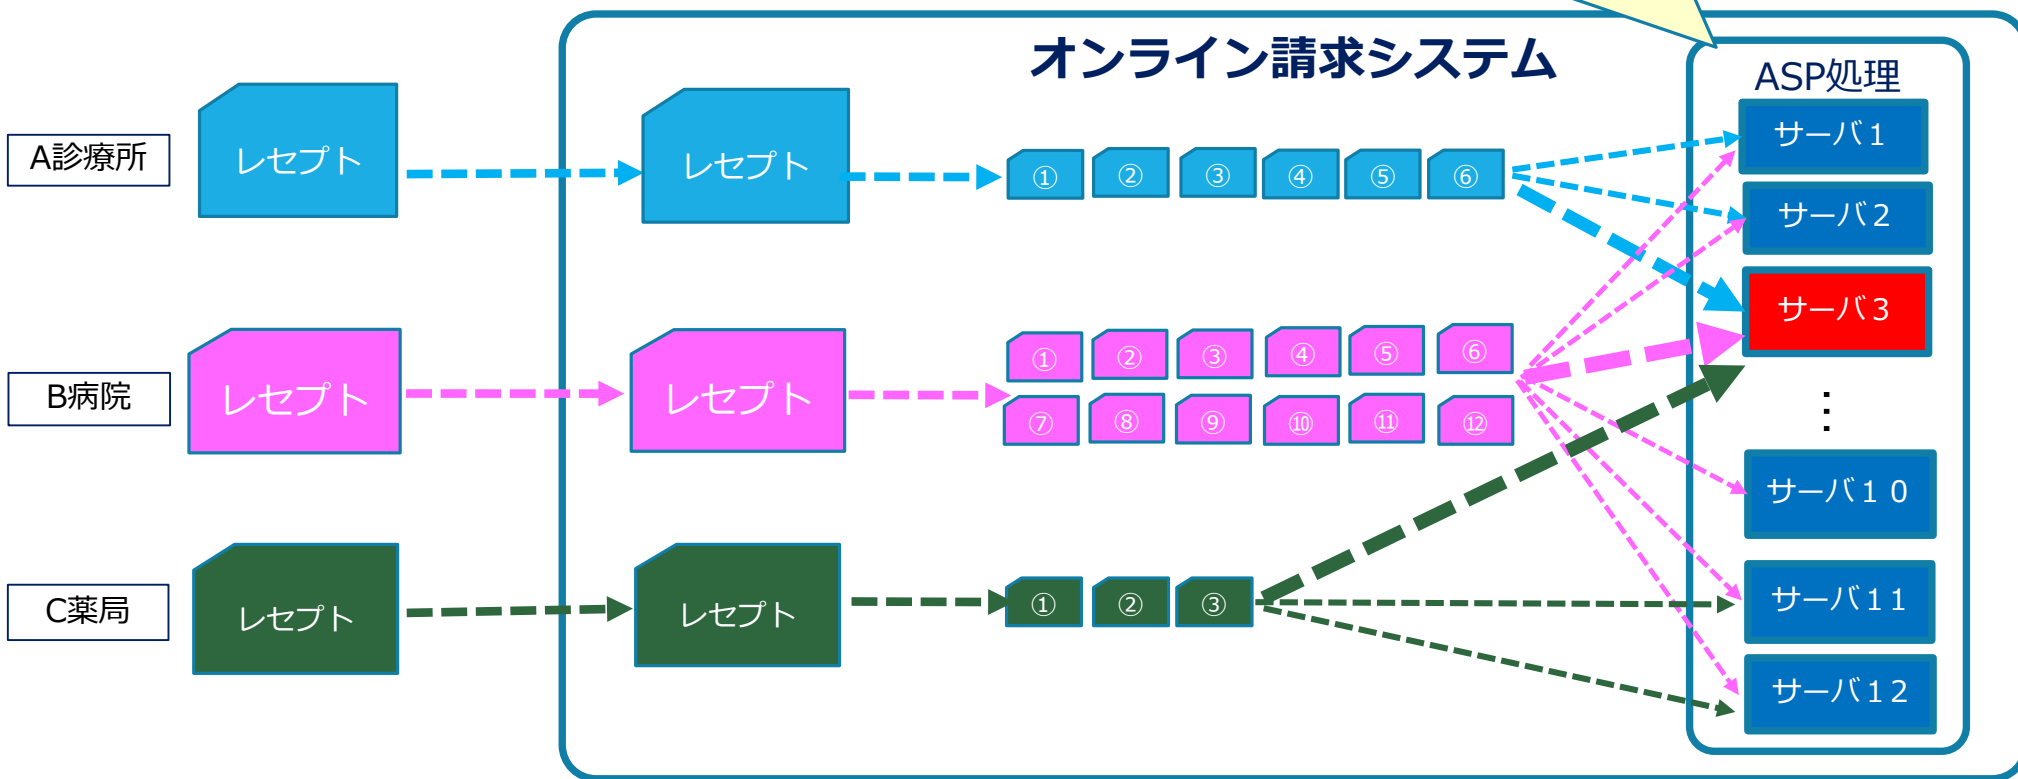 オンライン請求システム
ASP処理
A診療所
レセプト
レセプト
① ② ③ ④ ⑤ ⑥
サーバ１
サーバ２
サーバ３
B病院
レセプト
レセプト
① ② ③ ④ ⑤ ⑥
⑦ ⑧ ⑨ ⑩ ⑪ ⑫
⋮
サーバ１０
C薬局
レセプト
レセプト
① ② ③
サーバ１１
サーバ１２